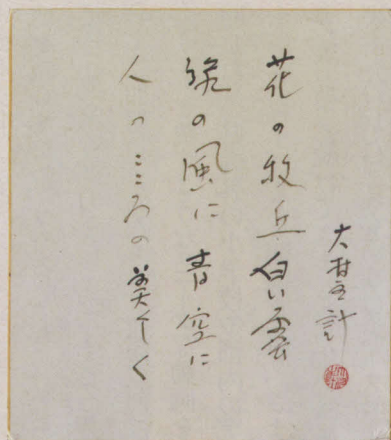 花の牧丘白い雲
緑の風に青空に
人のこころの美しく
大村主計